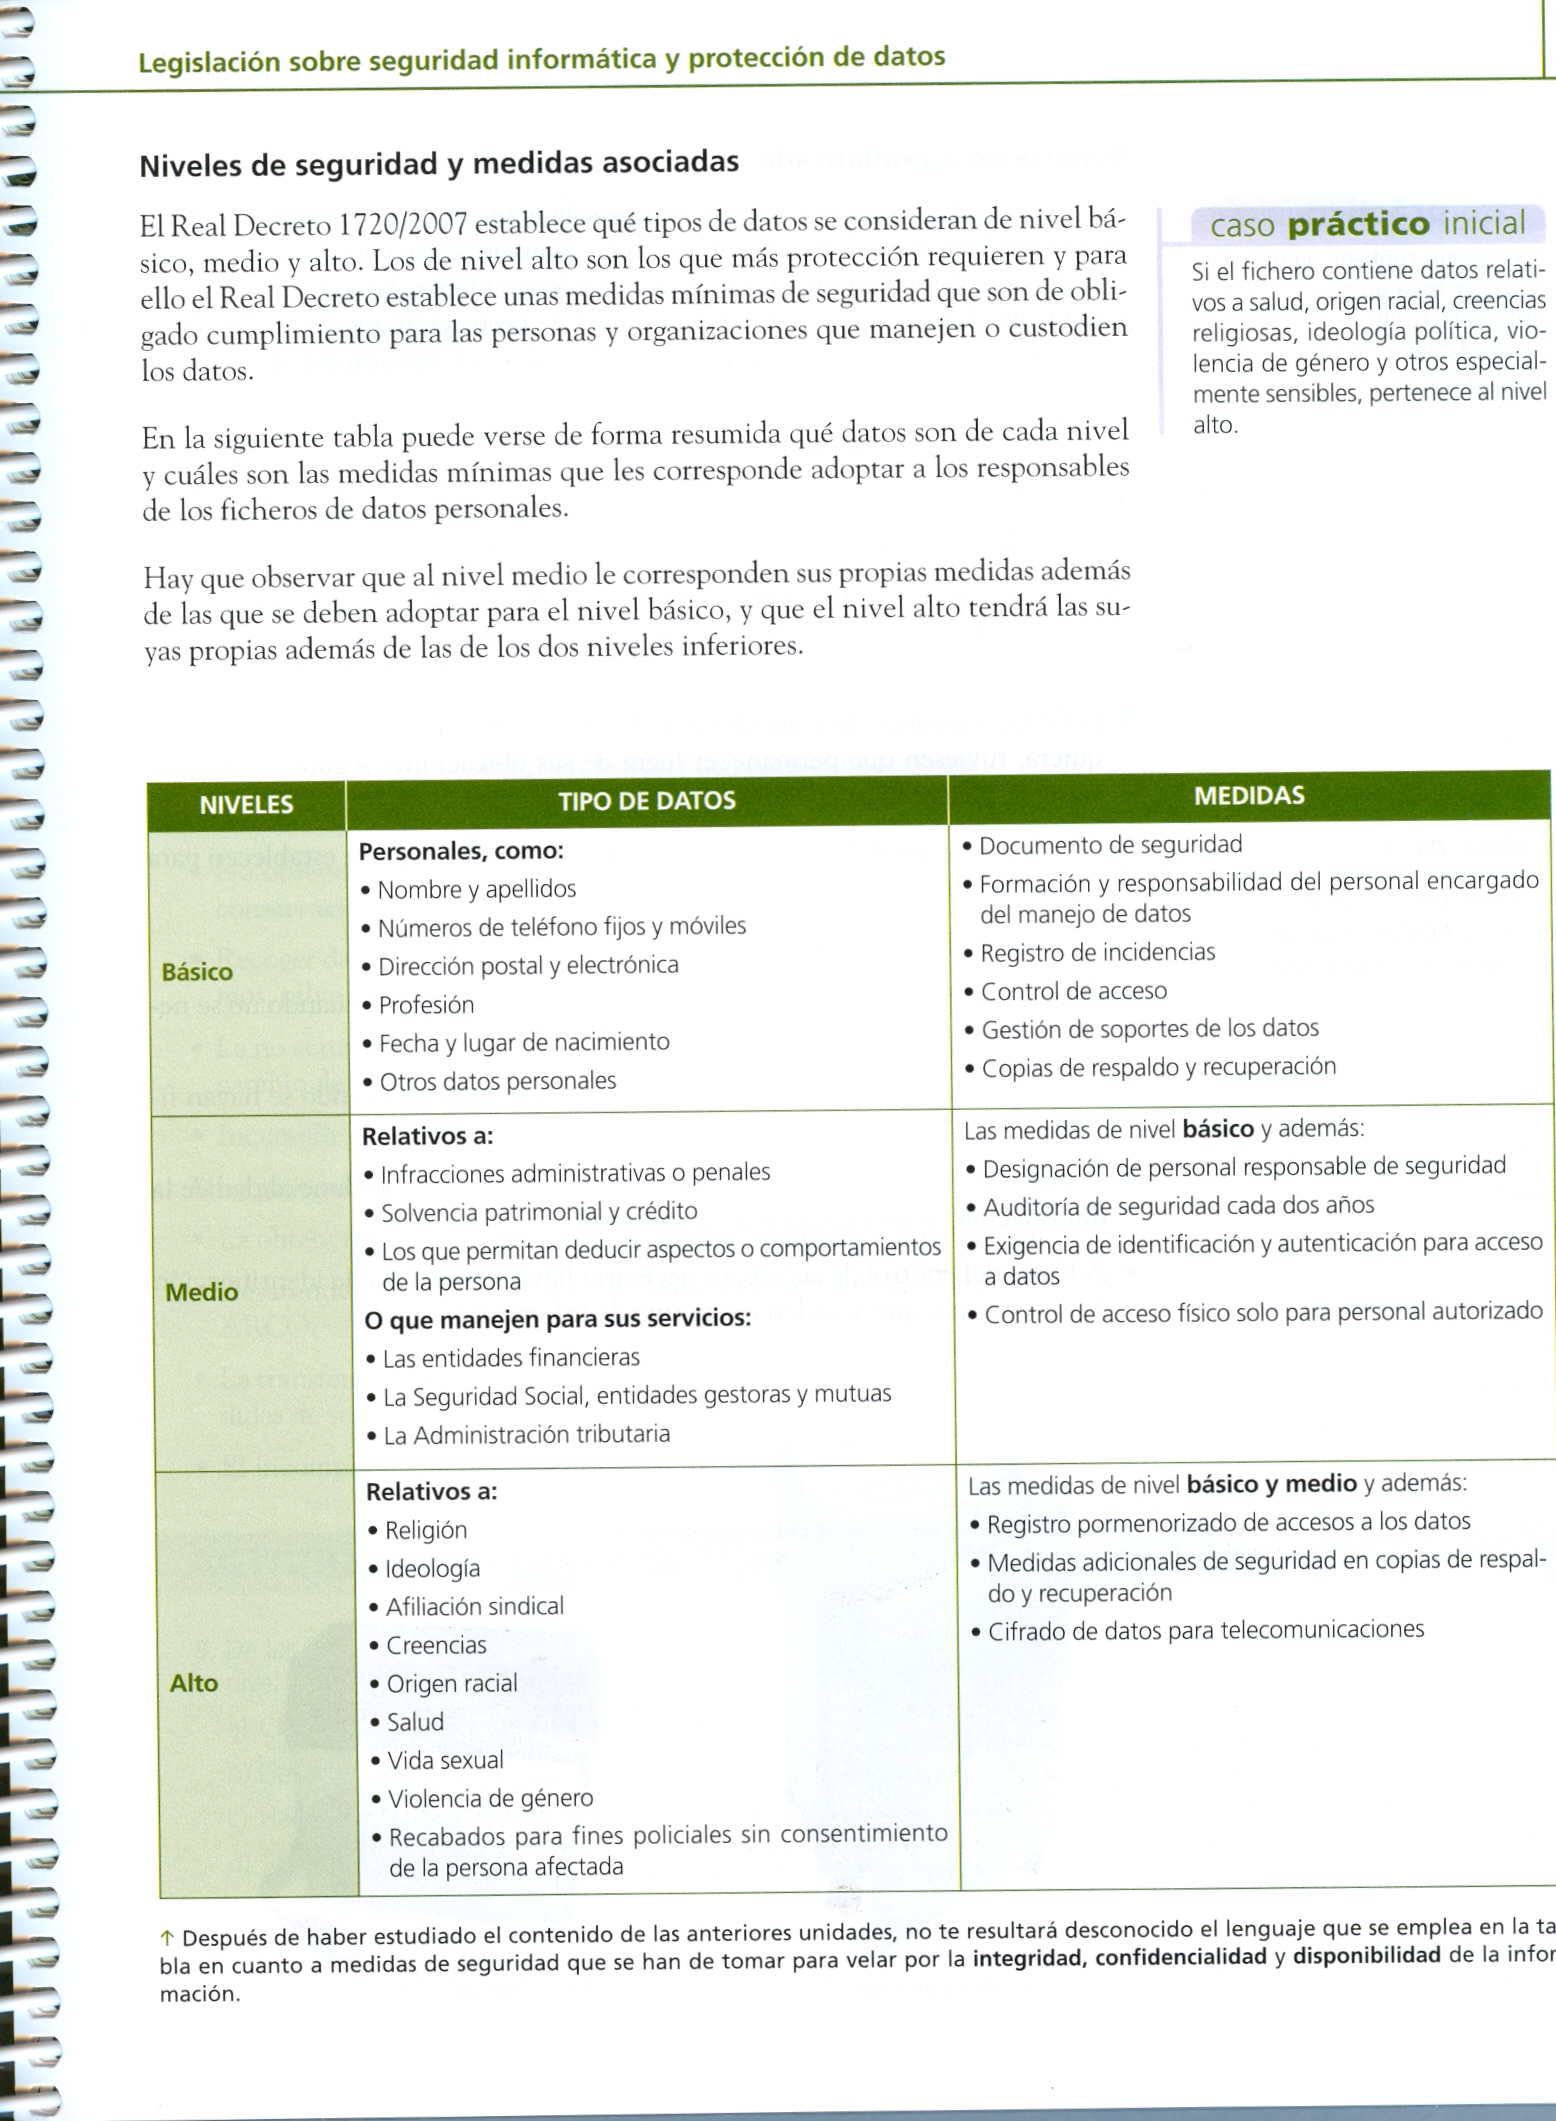 Legislación sobre seguridad informática y protección de datos
Niveles de seguridad y medidas asociadas
El Real Decreto 1720/2007 establece qué tipos de datos se consideran de nivel bá-
sico, medio y alto. Los de nivel alto son los que más protección requieren y para
ello el Real Decreto establece unas medidas mínimas de seguridad que son de obli-
gado cumplimiento para las personas y organizaciones que manejen o custodien
los datos.
En la siguiente tabla puede verse de forma resumida qué datos son de cada nivel
y cuáles son las medidas mínimas que les corresponde adoptar a los responsables
de los ficheros de datos personales.
Hay que observar que al nivel medio le corresponden sus propias medidas además
de las que se deben adoptar para el nivel básico, y que el nivel alto tendrá las su-
yas propias además de las de los dos niveles inferiores.
caso práctico inicial
Si el fichero contiene datos relati-
vos a salud, origen racial, creencias
religiosas, ideología política, vio-
lencia de género y otros especial-
mente sensibles, pertenece al nivel
alto.
NIVELES
TIPO DE DATOS
MEDIDAS
Básico
Personales, como:
• Nombre y apellidos
• Números de teléfono fijos y móviles
• Dirección postal y electrónica
• Profesión
• Fecha y lugar de nacimiento
• Otros datos personales
• Documento de seguridad
• Formación y responsabilidad del personal encargado
del manejo de datos
• Registro de incidencias
• Control de acceso
• Gestión de soportes de los datos
• Copias de respaldo y recuperación
Medio
Relativos a:
• Infracciones administrativas o penales
• Solvencia patrimonial y crédito
• Los que permitan deducir aspectos o comportamientos
de la persona
O que manejen para sus servicios:
• Las entidades financieras
• La Seguridad Social, entidades gestoras y mutuas
• La Administración tributaria
Las medidas de nivel básico y además:
• Designación de personal responsable de seguridad
• Auditoría de seguridad cada dos años
• Exigencia de identificación y autenticación para acceso
a datos
• Control de acceso físico solo para personal autorizado
Alto
Relativos a:
• Religión
• Ideología
• Afiliación sindical
• Creencias
• Origen racial
• Salud
• Vida sexual
• Violencia de género
• Recabados para fines policiales sin consentimiento
de la persona afectada
Las medidas de nivel básico y medio y además:
• Registro pormenorizado de accesos a los datos
• Medidas adicionales de seguridad en copias de respal-
do y recuperación
• Cifrado de datos para telecomunicaciones
↑ Después de haber estudiado el contenido de las anteriores unidades, no te resultará desconocido el lenguaje que se emplea en la ta
bla en cuanto a medidas de seguridad que se han de tomar para velar por la integridad, confidencialidad y disponibilidad de la infor
mación.